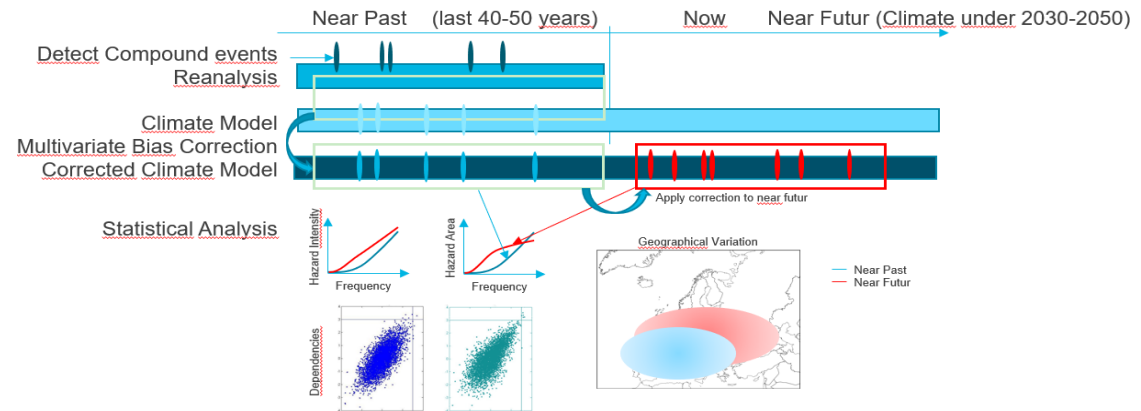 Near Past (last 40-50 years) Now Near Futur (Climate under 2030-2050)
Detect Compound events
Reanalysis
Climate Model
Multivariate Bias Correction
Corrected Climate Model
Apply correction to near futur
Statistical Analysis
Hazard Intensity
Frequency
Hazard Area
Frequency
Geographical Variation
Near Past
Near Futur
Dependencies